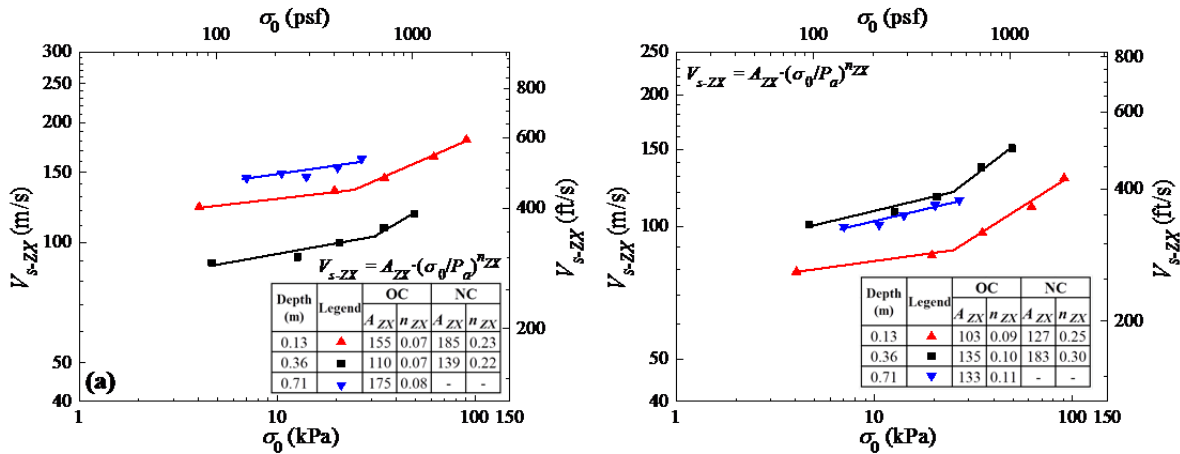 σ0 (psf)
100 1000
300
250
200
150
100
50
40
Vs-ZX (m/s)
800
600
400
200
Vs-ZX (ft/s)
Vs-ZX = AZX·(σ0/Pa)^nZX
Depth (m) Legend OC NC
AZX nZX AZX nZX
0.13 155 0.07 185 0.23
0.36 110 0.07 139 0.22
0.71 175 0.08 - -
(a)
1 10 100 150
σ0 (kPa)
σ0 (psf)
100 1000
250
200
150
100
50
40
Vs-ZX (m/s)
800
600
400
200
Vs-ZX (ft/s)
Vs-ZX = AZX·(σ0/Pa)^nZX
Depth (m) Legend OC NC
AZX nZX AZX nZX
0.13 103 0.09 127 0.25
0.36 135 0.10 183 0.30
0.71 133 0.11 - -
1 10 100 150
σ0 (kPa)